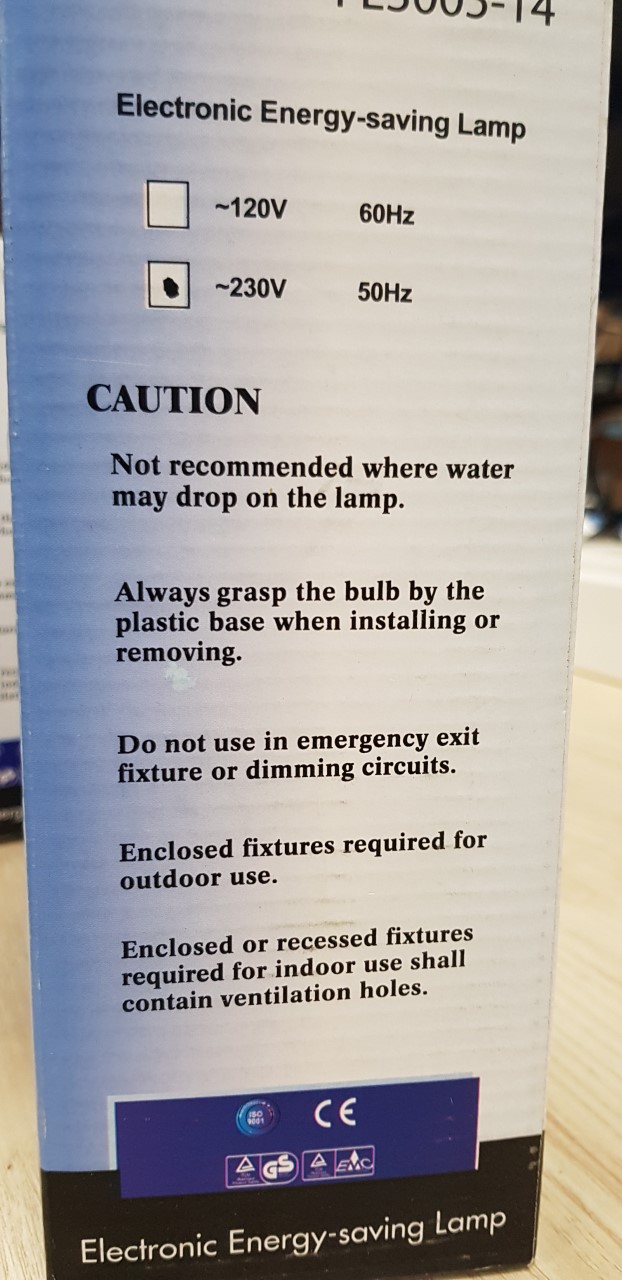 Electronic Energy-saving Lamp
~120V 60Hz
~230V 50Hz
CAUTION
Not recommended where water
may drop on the lamp.
Always grasp the bulb by the
plastic base when installing or
removing.
Do not use in emergency exit
fixture or dimming circuits.
Enclosed fixtures required for
outdoor use.
Enclosed or recessed fixtures
required for indoor use shall
contain ventilation holes.
ISO
9001
CE
GS
EMC
Electronic Energy-saving Lamp